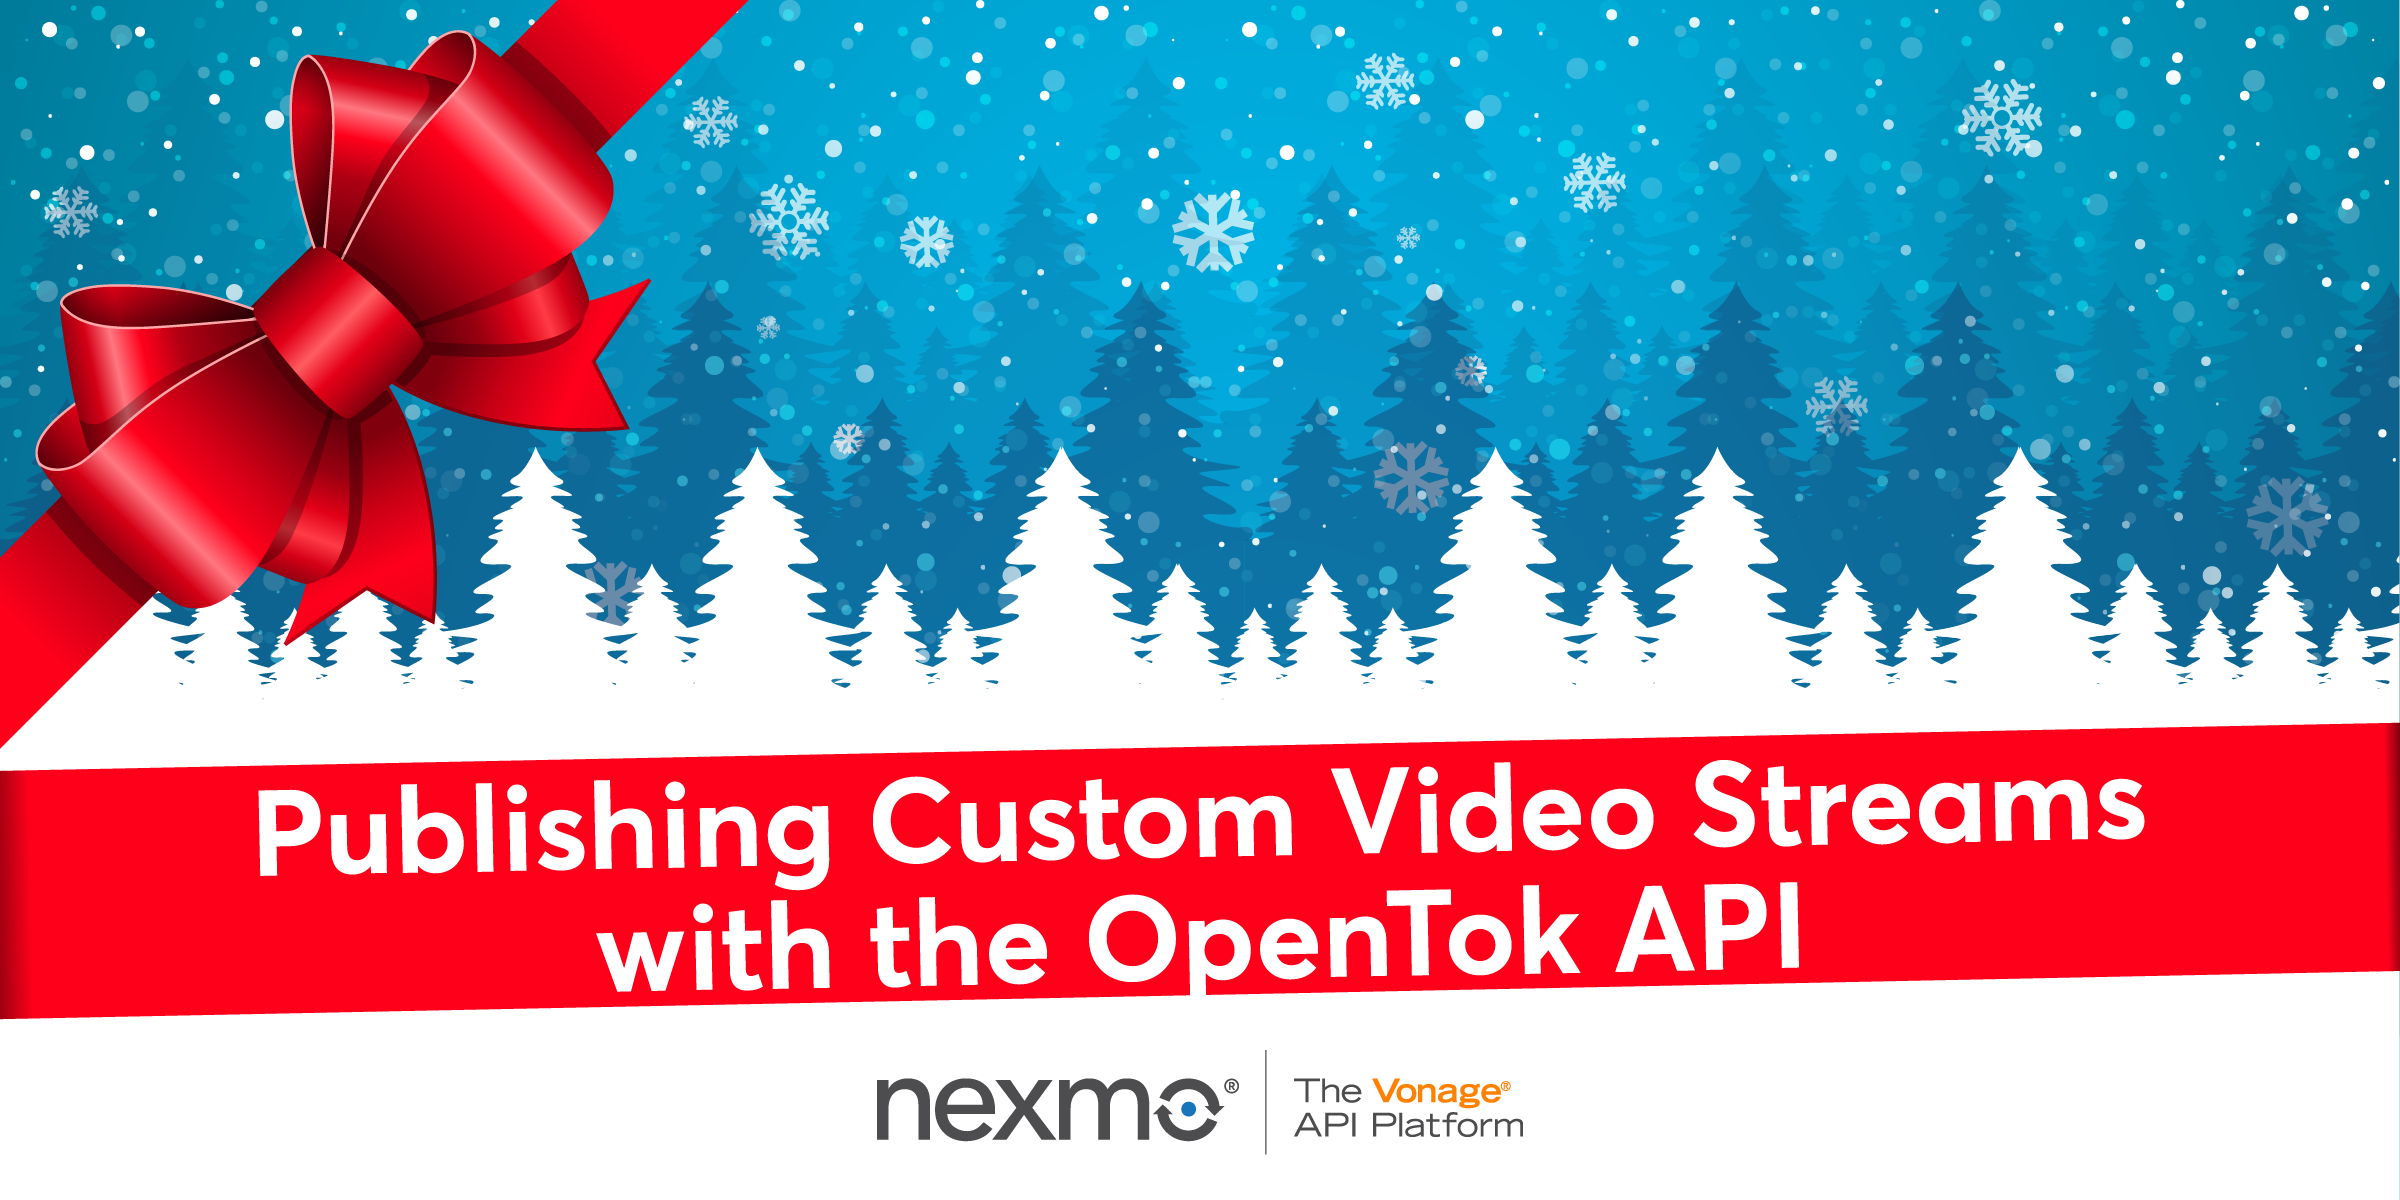 Publishing Custom Video Streams
with the OpenTok API
nexmo® The Vonage®
API Platform